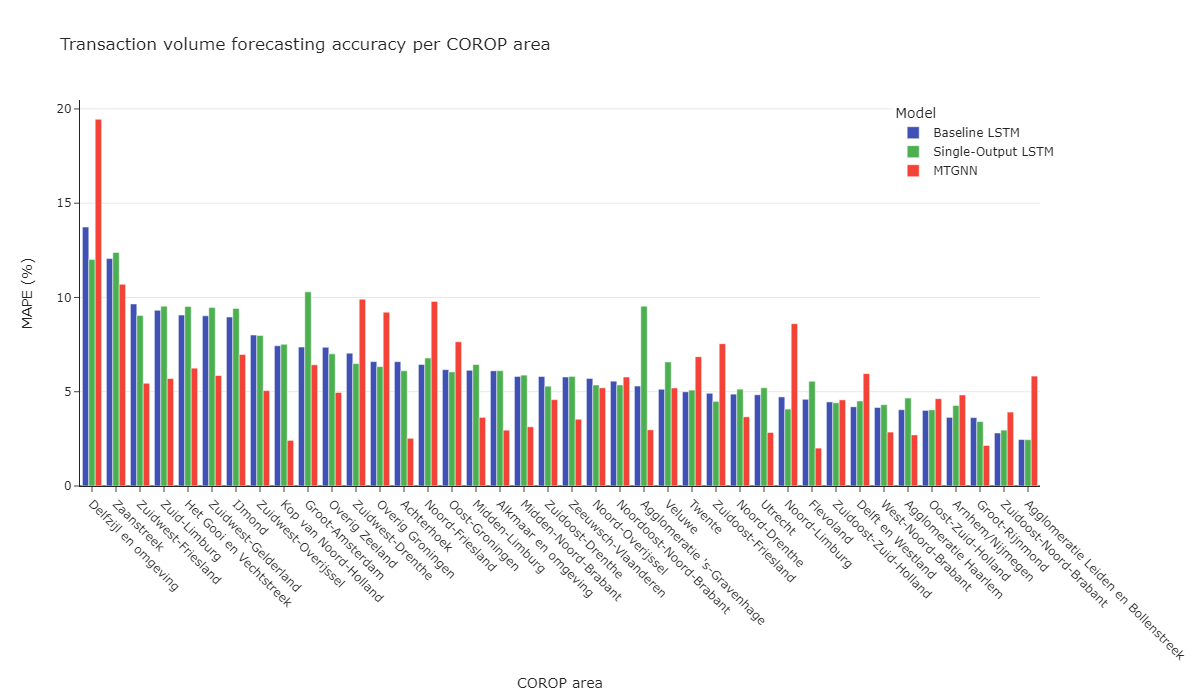 Transaction volume forecasting accuracy per COROP area
Model
Baseline LSTM
Single-Output LSTM
MTGNN
MAPE (%)
20
15
10
5
0
Delfzijl en omgeving
Zaanstreek
Zuidwest-Friesland
Zuid-Limburg
Het Gooi en Vechtstreek
Zuidwest-Gelderland
IJmond
Zuidwest-Overijssel
Kop van Noord-Holland
Groot-Amsterdam
Overig Zeeland
Zuidwest-Drenthe
Overig Groningen
Achterhoek
Noord-Friesland
Oost-Groningen
Midden-Limburg
Alkmaar en omgeving
Midden-Noord-Brabant
Zuidoost-Drenthe
Zeeuwsch-Vlaanderen
Noord-Overijssel
Noordoost-Noord-Brabant
Agglomeratie 's-Gravenhage
Veluwe
Twente
Zuidoost-Friesland
Noord-Drenthe
Utrecht
Noord-Limburg
Flevoland
Zuidoost-Zuid-Holland
Delft en Westland
West-Noord-Brabant
Agglomeratie Haarlem
Oost-Zuid-Holland
Arnhem/Nijmegen
Groot-Rijnmond
Zuidoost-Noord-Brabant
Agglomeratie Leiden en Bollenstreek
COROP area